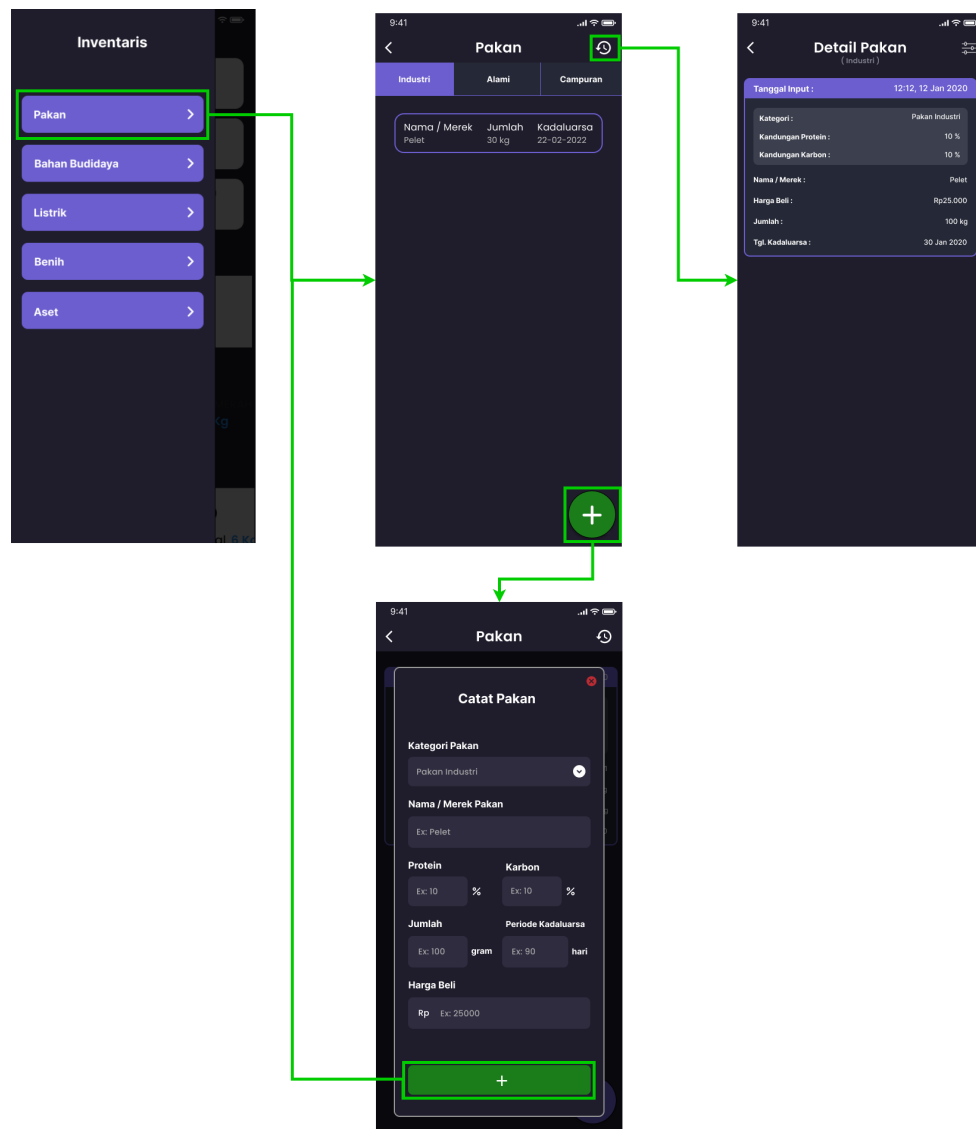 Inventaris
Pakan
Bahan Budidaya
Listrik
Benih
Aset
Kg
al 6 Kg
9:41
Pakan
Industri Alami Campuran
Nama / Merek Jumlah Kadaluarsa
Pelet 30 kg 22-02-2022
9:41
Detail Pakan
( Industri )
Tanggal Input : 12:12, 12 Jan 2020
Kategori : Pakan Industri
Kandungan Protein : 10 %
Kandungan Karbon : 10 %
Nama / Merek : Pelet
Harga Beli : Rp25.000
Jumlah : 100 kg
Tgl. Kadaluarsa : 30 Jan 2020
9:41
Pakan
Catat Pakan
Kategori Pakan
Pakan Industri
Nama / Merek Pakan
Ex: Pelet
Protein Karbon
Ex: 10 % Ex: 10 %
Jumlah Periode Kadaluarsa
Ex: 100 gram Ex: 90 hari
Harga Beli
Rp Ex: 25000
+